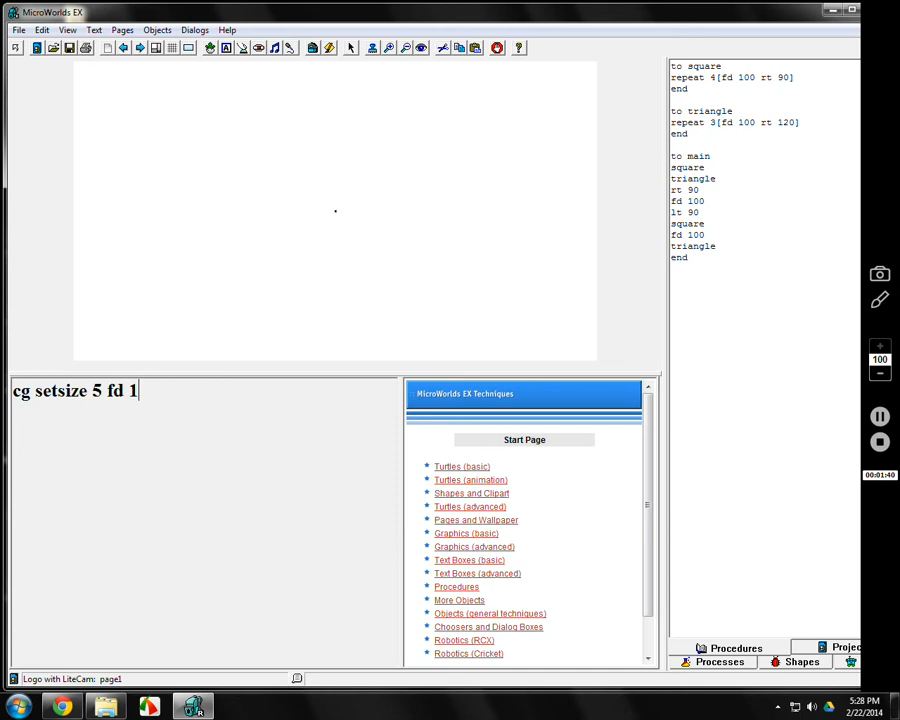 MicroWorlds EX
File Edit View Text Pages Objects Dialogs Help
to square
repeat 4[fd 100 rt 90]
end
to triangle
repeat 3[fd 100 rt 120]
end
to main
square
triangle
rt 90
fd 100
lt 90
square
fd 100
triangle
end
100
00:01:40
cg setsize 5 fd 1
MicroWorlds EX Techniques
Start Page
Turtles (basic)
Turtles (animation)
Shapes and Clipart
Turtles (advanced)
Pages and Wallpaper
Graphics (basic)
Graphics (advanced)
Text Boxes (basic)
Text Boxes (advanced)
Procedures
More Objects
Objects (general techniques)
Choosers and Dialog Boxes
Robotics (RCX)
Robotics (Cricket)
Procedures Projec
Processes Shapes
Logo with LiteCam: page1
5:28 PM
2/22/2014